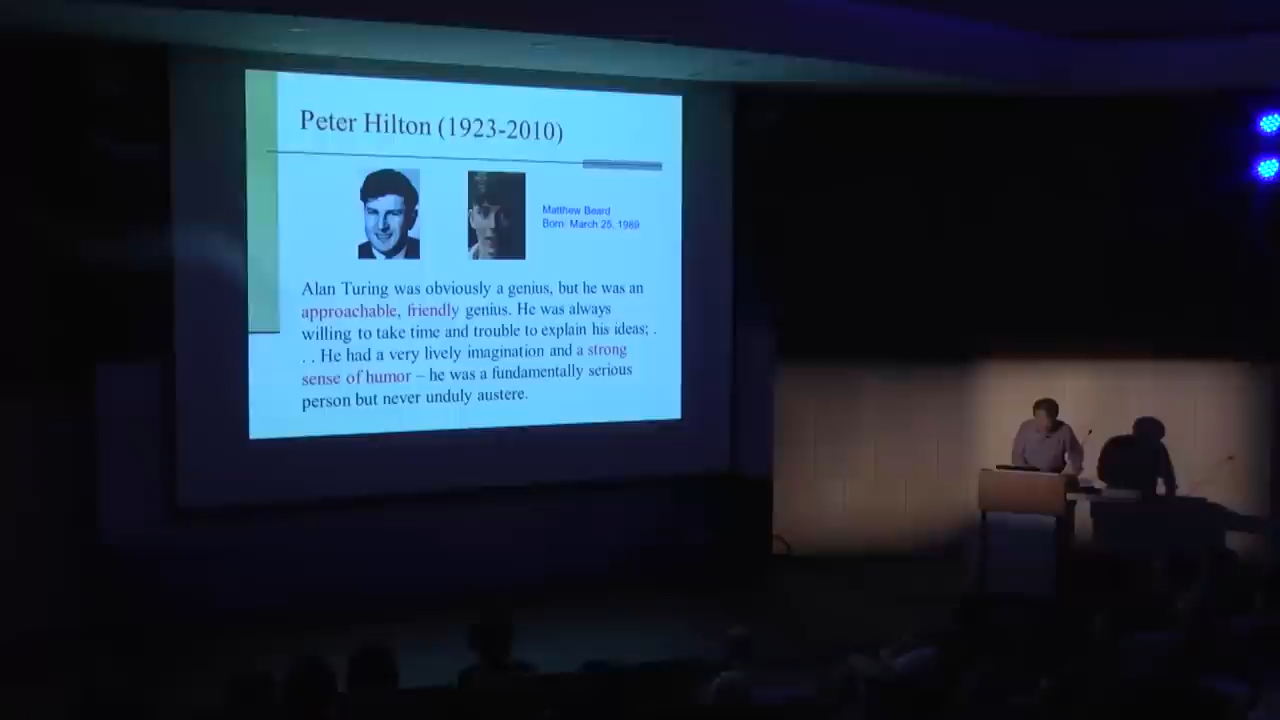 Peter Hilton (1923-2010)
Matthew Beard
Born: March 25, 1989
Alan Turing was obviously a genius, but he was an
approachable, friendly genius. He was always
willing to take time and trouble to explain his ideas; .
. . He had a very lively imagination and a strong
sense of humor – he was a fundamentally serious
person but never unduly austere.